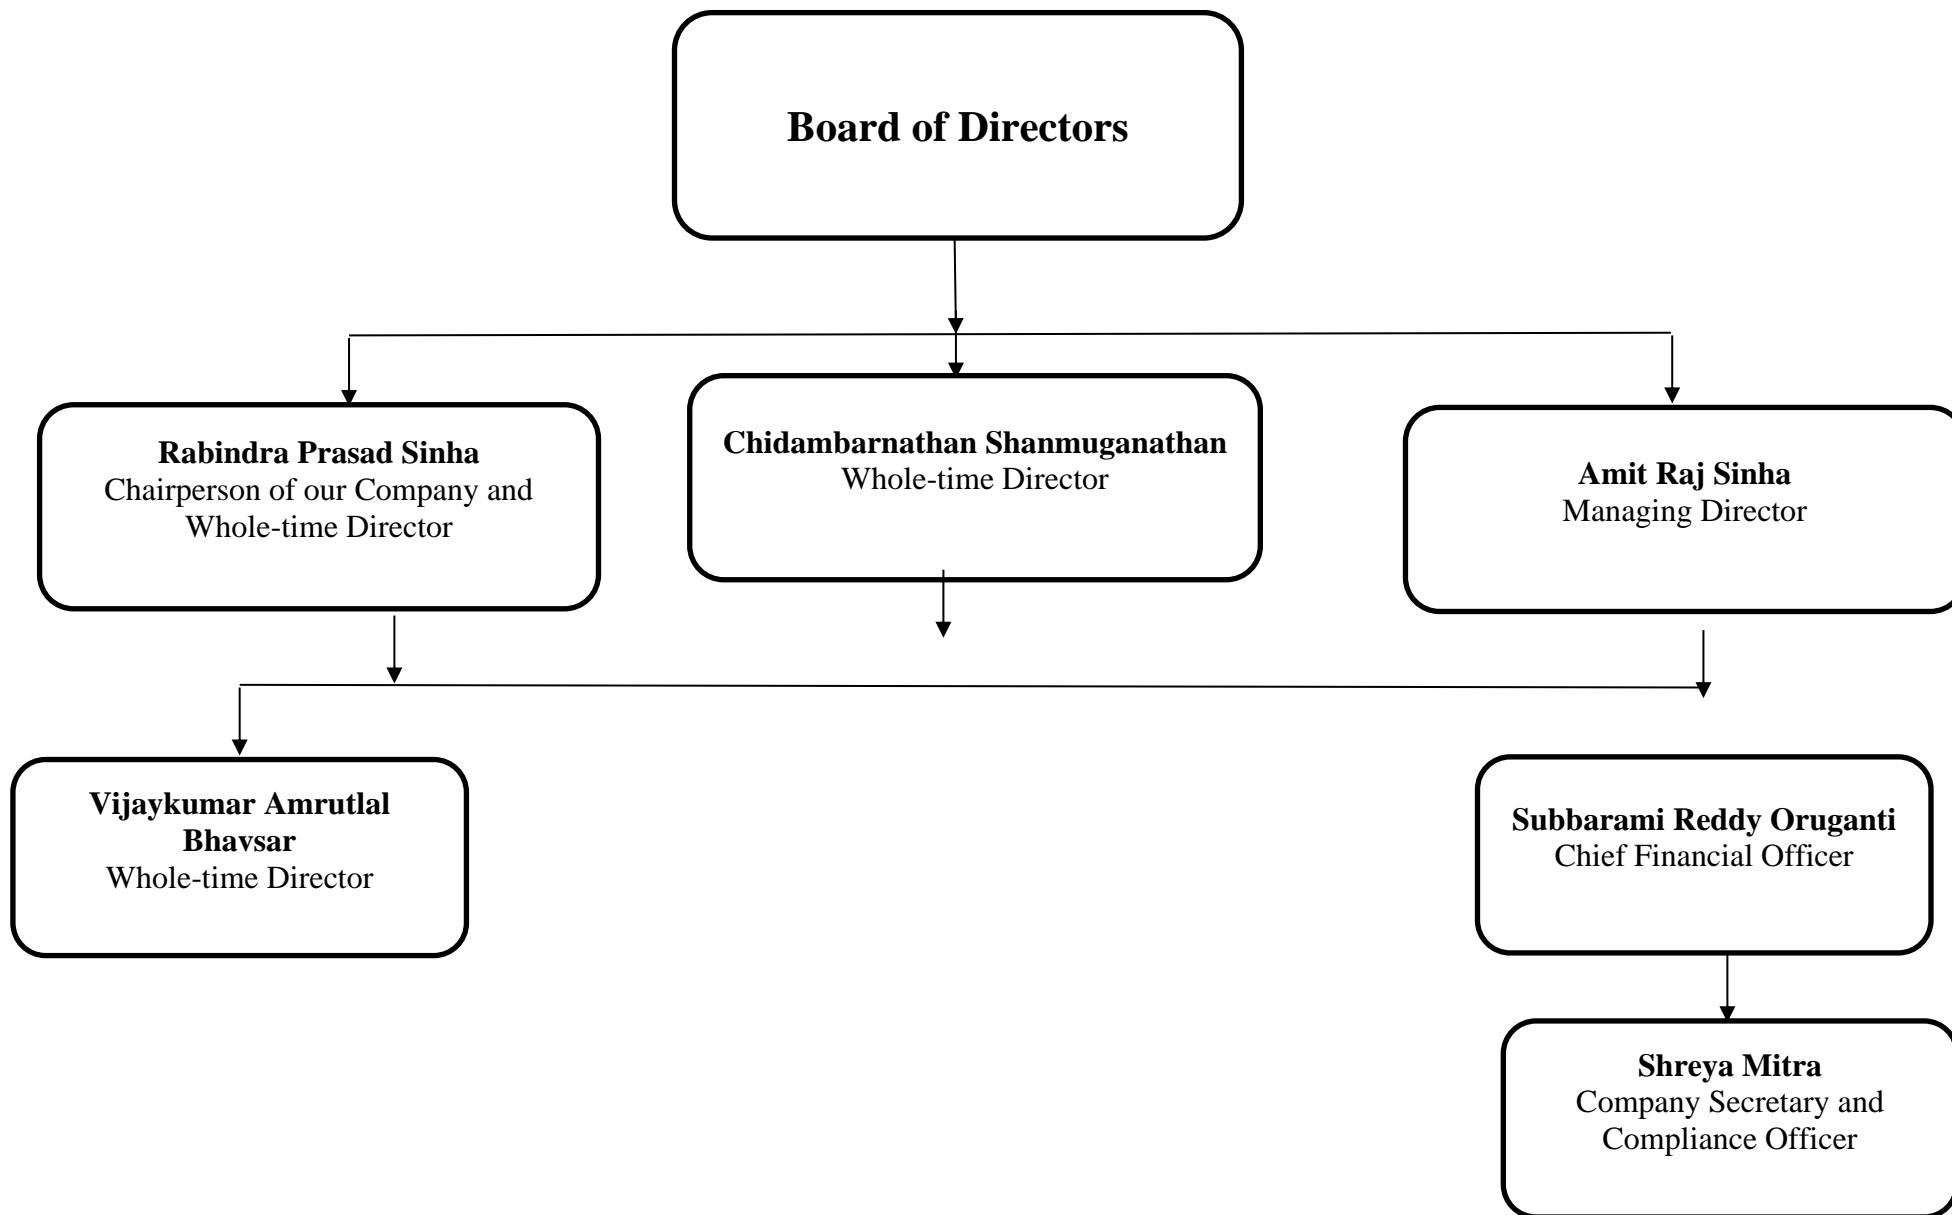 Board of Directors
Rabindra Prasad Sinha
Chairperson of our Company and
Whole-time Director
Chidambarnathan Shanmuganathan
Whole-time Director
Amit Raj Sinha
Managing Director
Vijaykumar Amrutlal
Bhavsar
Whole-time Director
Subbarami Reddy Oruganti
Chief Financial Officer
Shreya Mitra
Company Secretary and
Compliance Officer